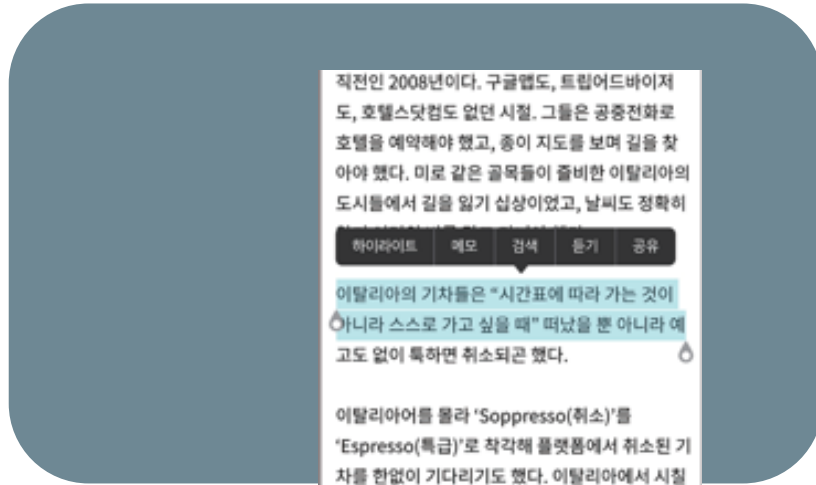 직전인 2008년이다. 구글맵도, 트립어드바이저
도, 호텔스닷컴도 없던 시절. 그들은 공중전화로
호텔을 예약해야 했고, 종이 지도를 보며 길을 찾
아야 했다. 미로 같은 골목들이 즐비한 이탈리아의
도시들에서 길을 잃기 십상이었고, 날씨도 정확히
하이라이트 메모 검색 듣기 공유
이탈리아의 기차들은 “시간표에 따라 가는 것이
아니라 스스로 가고 싶을 때” 떠났을 뿐 아니라 예
고도 없이 툭하면 취소되곤 했다.
이탈리아어를 몰라 ‘Soppresso(취소)’를
‘Espresso(특급)’로 착각해 플랫폼에서 취소된 기
차를 한없이 기다리기도 했다. 이탈리아에서 시칠